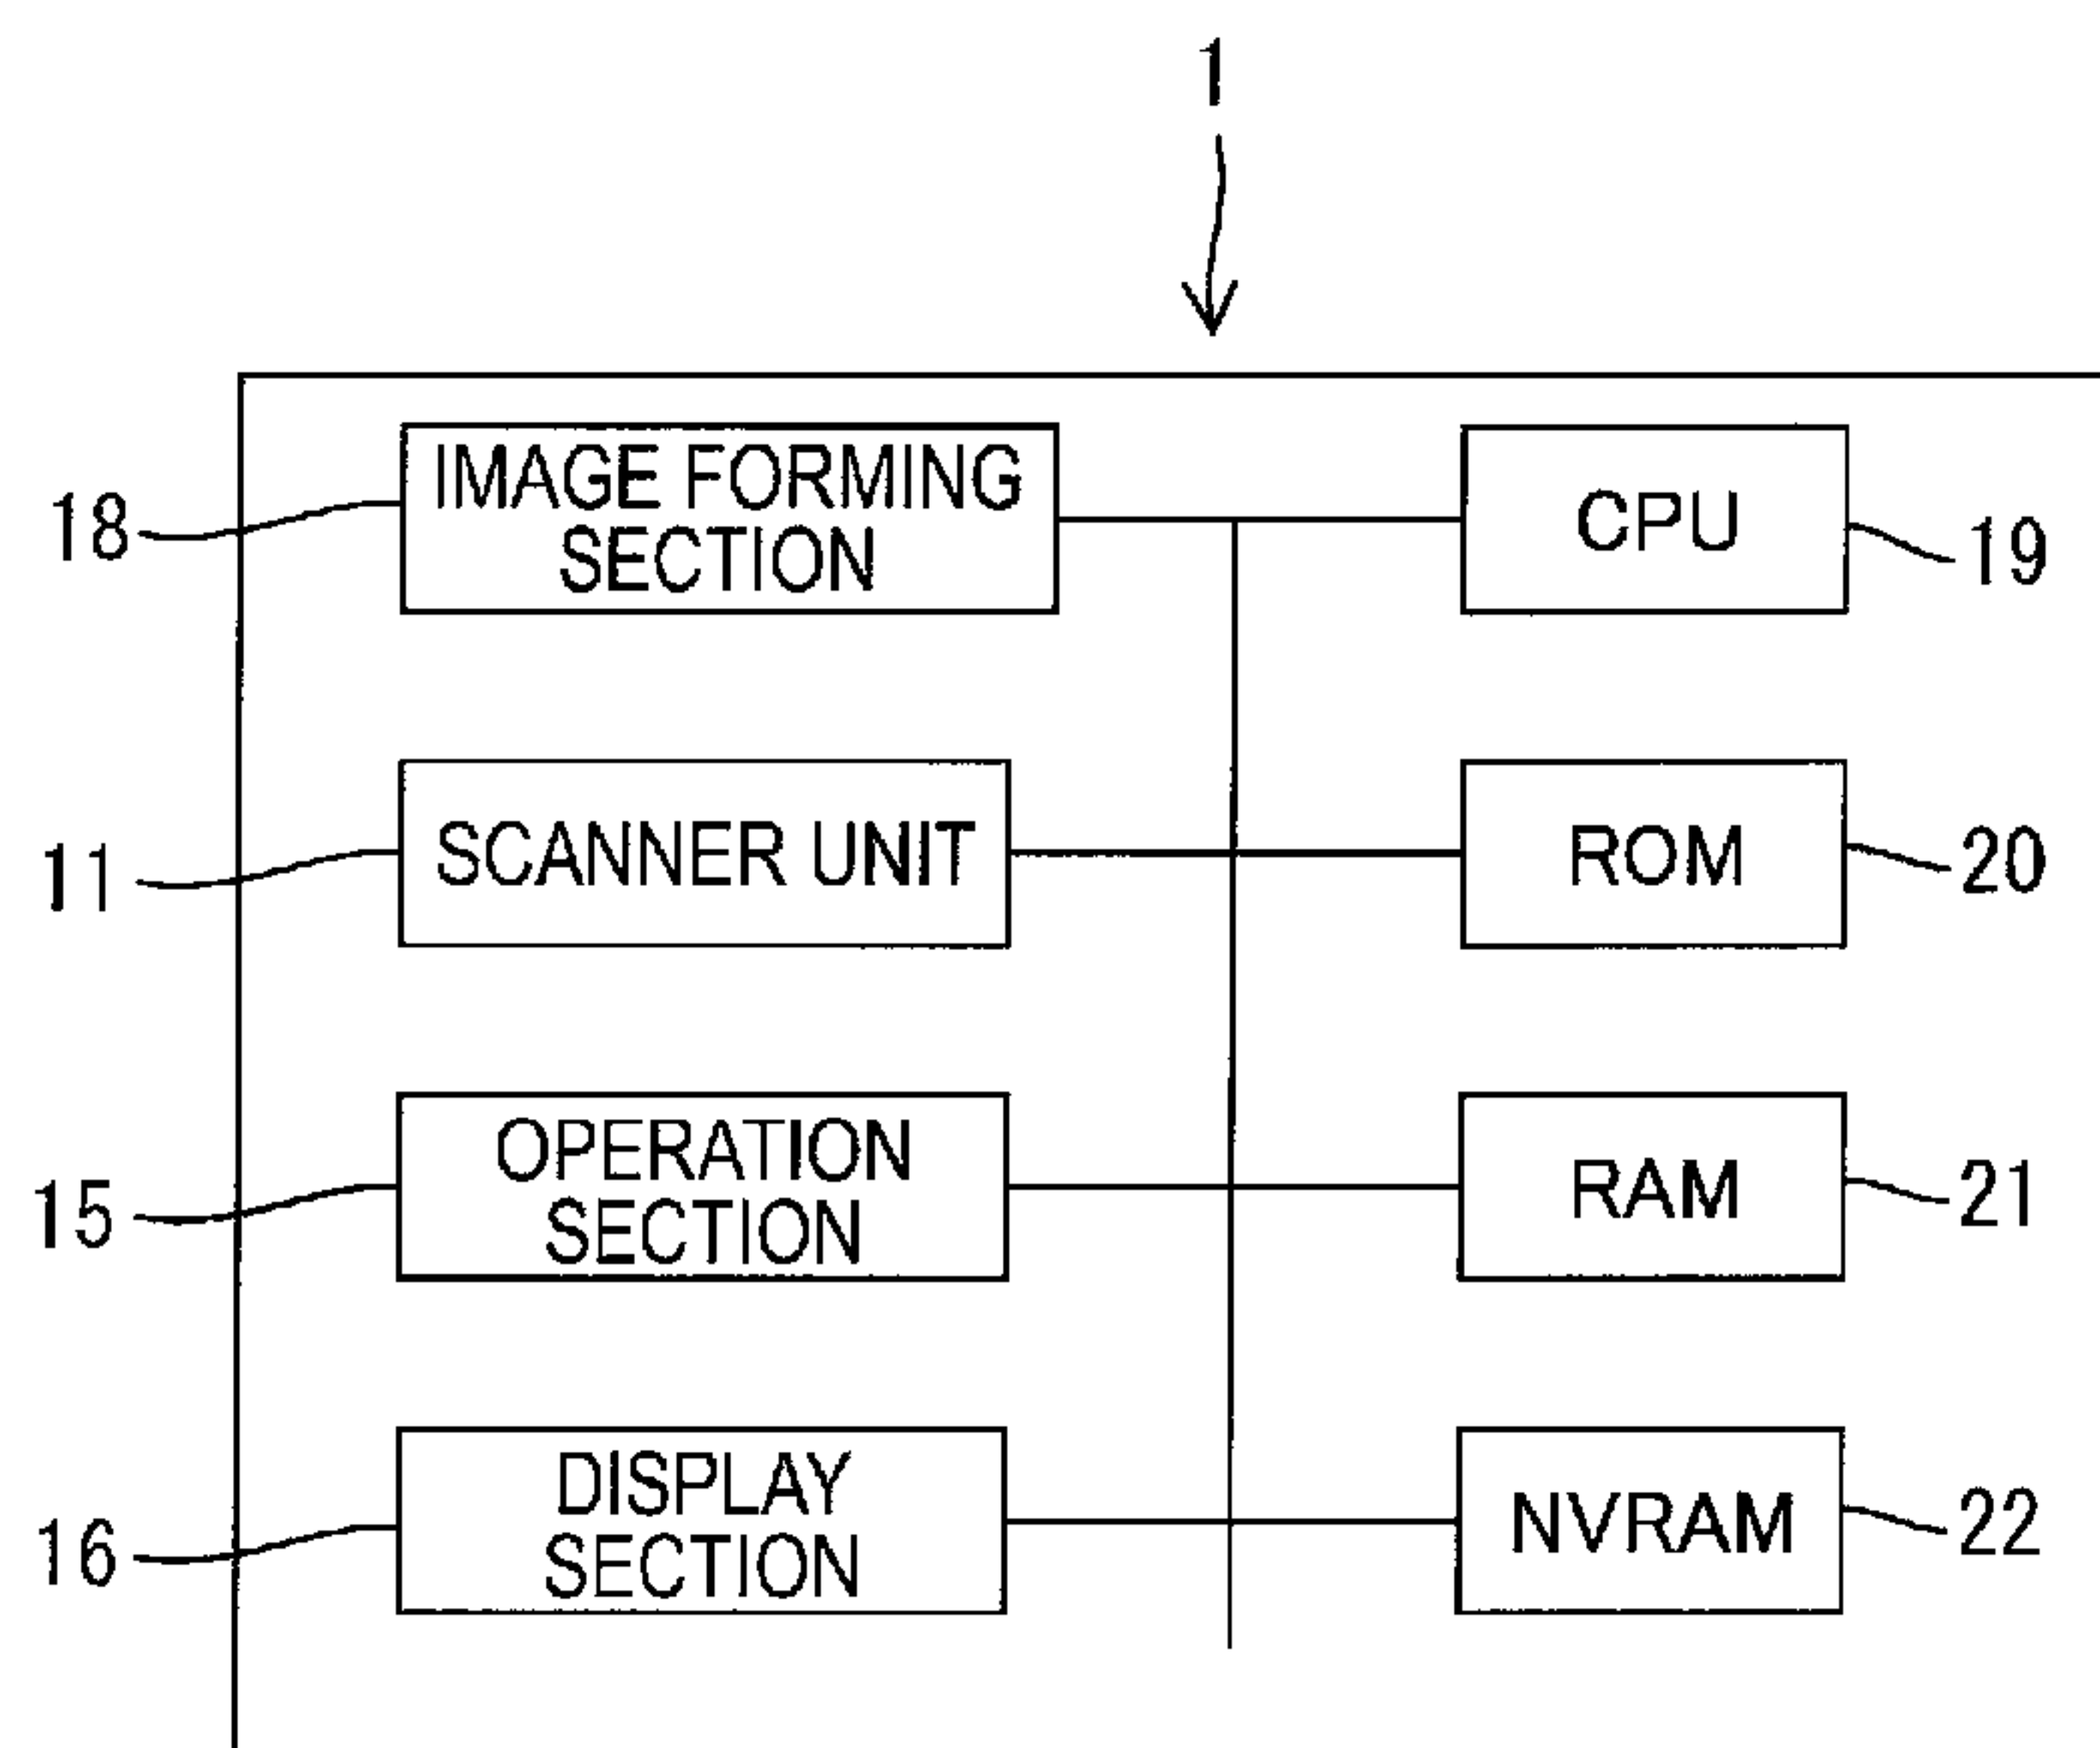 1
IMAGE FORMING
SECTION
18
CPU
19
SCANNER UNIT
11
ROM
20
OPERATION
SECTION
15
RAM
21
DISPLAY
SECTION
16
NVRAM
22